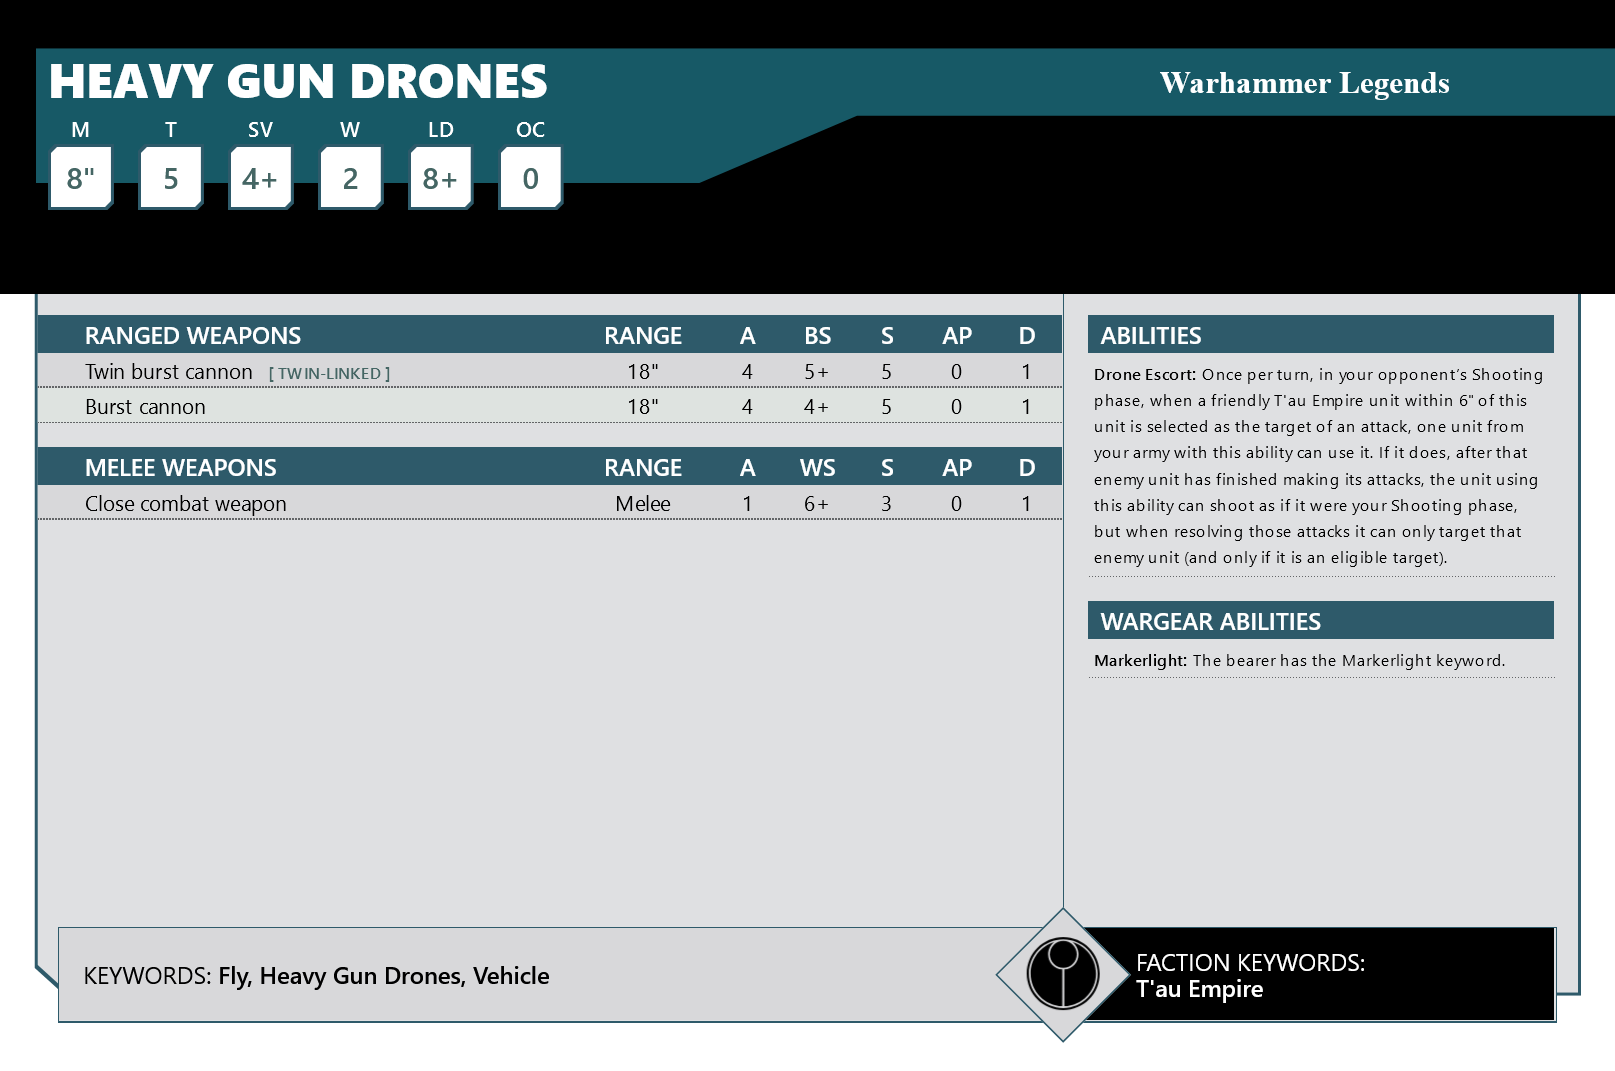 HEAVY GUN DRONES
Warhammer Legends
M T SV W LD OC
8" 5 4+ 2 8+ 0
RANGED WEAPONS RANGE A BS S AP D
Twin burst cannon [ TWIN-LINKED ] 18" 4 5+ 5 0 1
Burst cannon 18" 4 4+ 5 0 1
MELEE WEAPONS RANGE A WS S AP D
Close combat weapon Melee 1 6+ 3 0 1
ABILITIES
Drone Escort: Once per turn, in your opponent’s Shooting
phase, when a friendly T'au Empire unit within 6" of this
unit is selected as the target of an attack, one unit from
your army with this ability can use it. If it does, after that
enemy unit has finished making its attacks, the unit using
this ability can shoot as if it were your Shooting phase,
but when resolving those attacks it can only target that
enemy unit (and only if it is an eligible target).
WARGEAR ABILITIES
Markerlight: The bearer has the Markerlight keyword.
KEYWORDS: Fly, Heavy Gun Drones, Vehicle
FACTION KEYWORDS:
T'au Empire